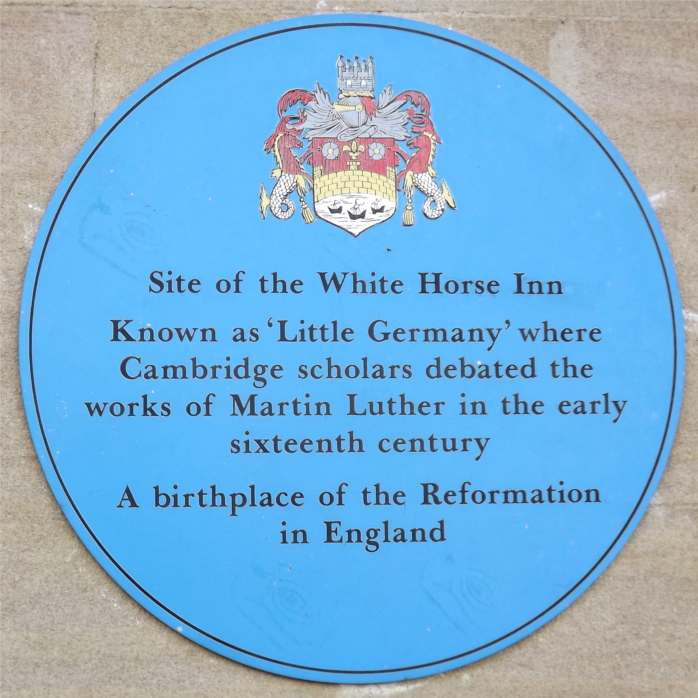 Site of the White Horse Inn
Known as 'Little Germany' where
Cambridge scholars debated the
works of Martin Luther in the early
sixteenth century
A birthplace of the Reformation
in England